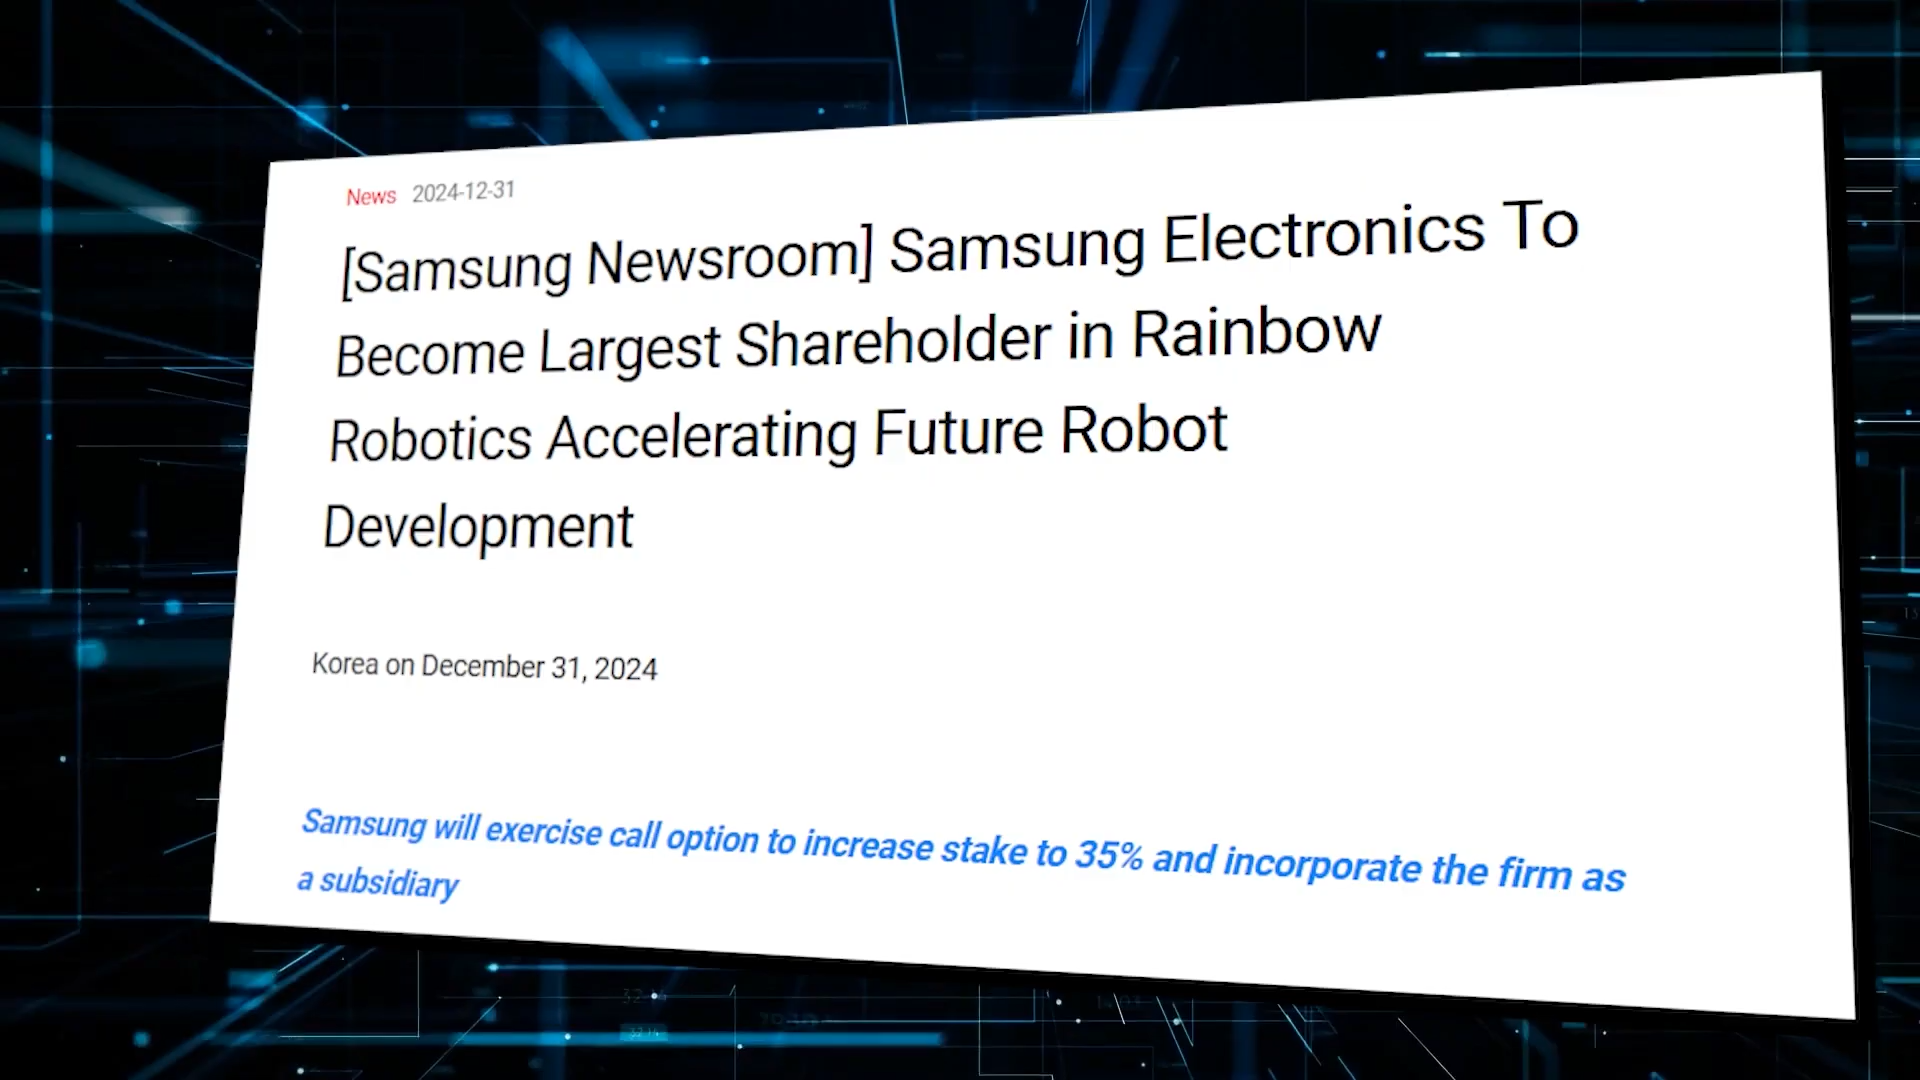 News 2024-12-31
[Samsung Newsroom] Samsung Electronics To
Become Largest Shareholder in Rainbow
Robotics Accelerating Future Robot
Development
Korea on December 31, 2024
Samsung will exercise call option to increase stake to 35% and incorporate the firm as
a subsidiary